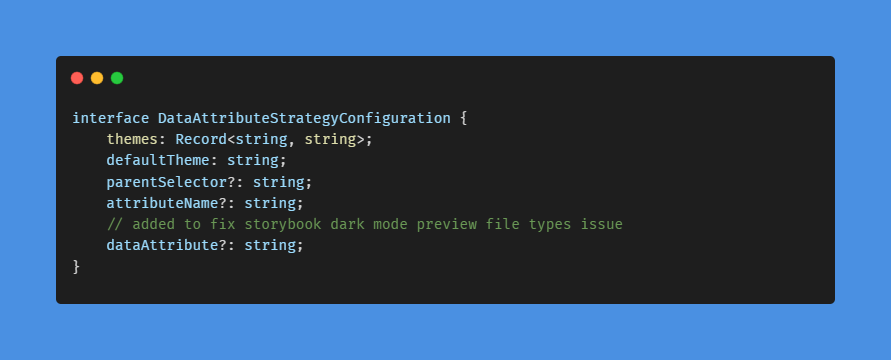 interface DataAttributeStrategyConfiguration {
    themes: Record<string, string>;
    defaultTheme: string;
    parentSelector?: string;
    attributeName?: string;
    // added to fix storybook dark mode preview file types issue
    dataAttribute?: string;
}